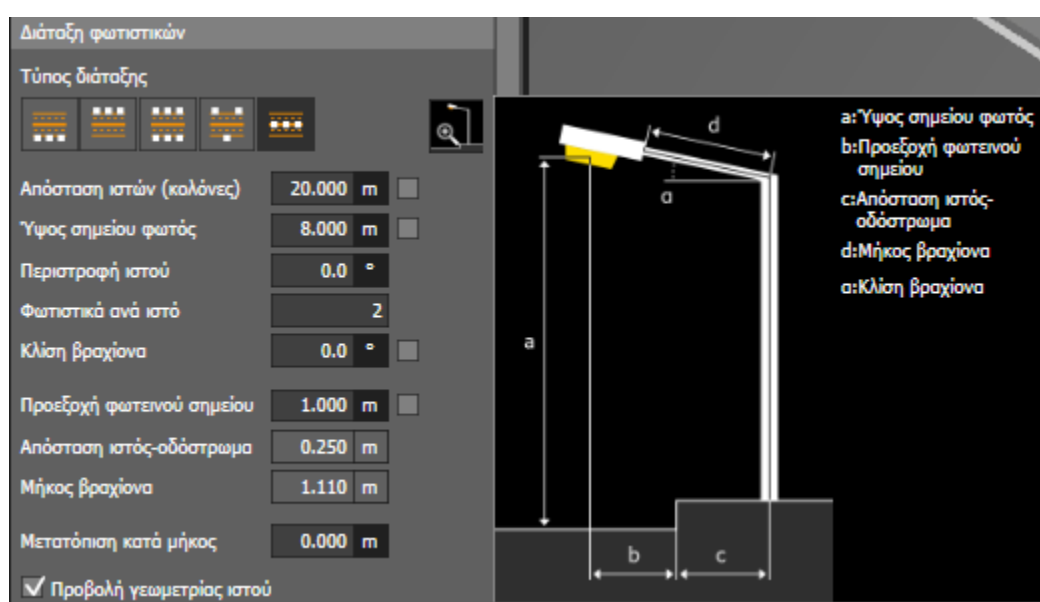 Διάταξη φωτιστικών
Τύπος διάταξης
Απόσταση ιστών (κολόνες) 20.000 m
Ύψος σημείου φωτός 8.000 m
Περιστροφή ιστού 0.0 °
Φωτιστικά ανά ιστό 2
Κλίση βραχίονα 0.0 °
Προεξοχή φωτεινού σημείου 1.000 m
Απόσταση ιστός-οδόστρωμα 0.250 m
Μήκος βραχίονα 1.110 m
Μετατόπιση κατά μήκος 0.000 m
Προβολή γεωμετρίας ιστού
d
α
a
b
c
a:Ύψος σημείου φωτός
b:Προεξοχή φωτεινού
σημείου
c:Απόσταση ιστός-
οδόστρωμα
d:Μήκος βραχίονα
α:Κλίση βραχίονα